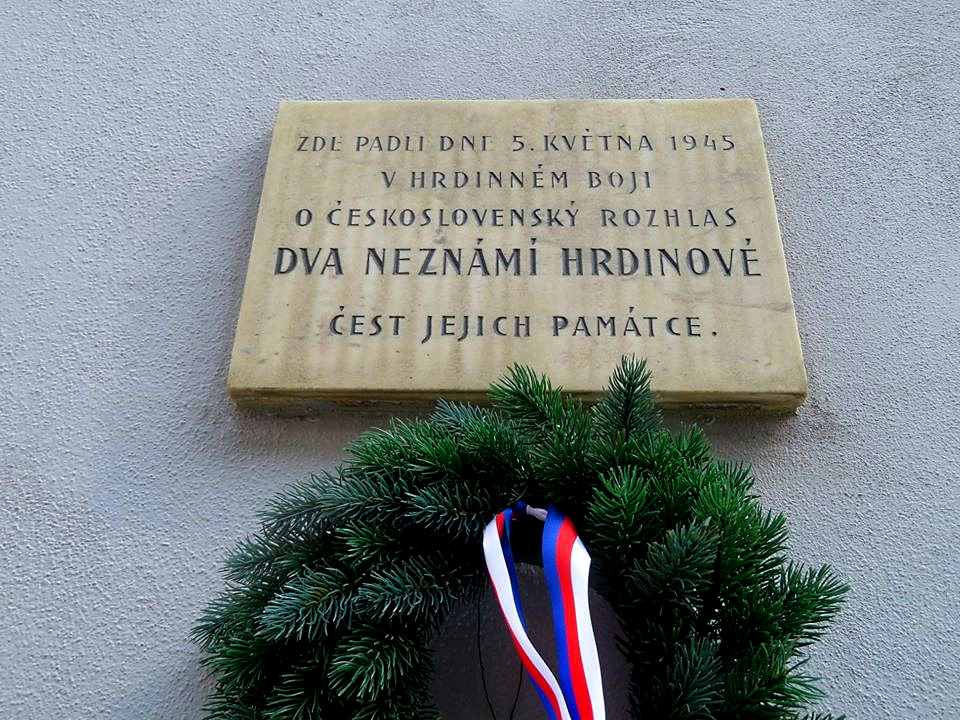 ZDE PADLI DNE 5. KVĚTNA 1945
V HRDINNÉM BOJI
O ČESKOSLOVENSKÝ ROZHLAS
DVA NEZNÁMÍ HRDINOVÉ
ČEST JEJICH PAMÁTCE.